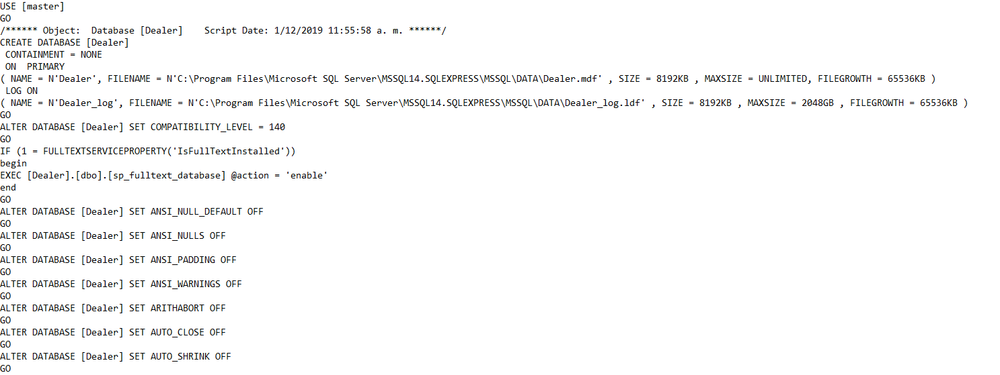 USE [master]
GO
/****** Object:  Database [Dealer]    Script Date: 1/12/2019 11:55:58 a. m. ******/
CREATE DATABASE [Dealer]
 CONTAINMENT = NONE
 ON  PRIMARY
( NAME = N'Dealer', FILENAME = N'C:\Program Files\Microsoft SQL Server\MSSQL14.SQLEXPRESS\MSSQL\DATA\Dealer.mdf' , SIZE = 8192KB , MAXSIZE = UNLIMITED, FILEGROWTH = 65536KB )
 LOG ON
( NAME = N'Dealer_log', FILENAME = N'C:\Program Files\Microsoft SQL Server\MSSQL14.SQLEXPRESS\MSSQL\DATA\Dealer_log.ldf' , SIZE = 8192KB , MAXSIZE = 2048GB , FILEGROWTH = 65536KB )
GO
ALTER DATABASE [Dealer] SET COMPATIBILITY_LEVEL = 140
GO
IF (1 = FULLTEXTSERVICEPROPERTY('IsFullTextInstalled'))
begin
EXEC [Dealer].[dbo].[sp_fulltext_database] @action = 'enable'
end
GO
ALTER DATABASE [Dealer] SET ANSI_NULL_DEFAULT OFF
GO
ALTER DATABASE [Dealer] SET ANSI_NULLS OFF
GO
ALTER DATABASE [Dealer] SET ANSI_PADDING OFF
GO
ALTER DATABASE [Dealer] SET ANSI_WARNINGS OFF
GO
ALTER DATABASE [Dealer] SET ARITHABORT OFF
GO
ALTER DATABASE [Dealer] SET AUTO_CLOSE OFF
GO
ALTER DATABASE [Dealer] SET AUTO_SHRINK OFF
GO